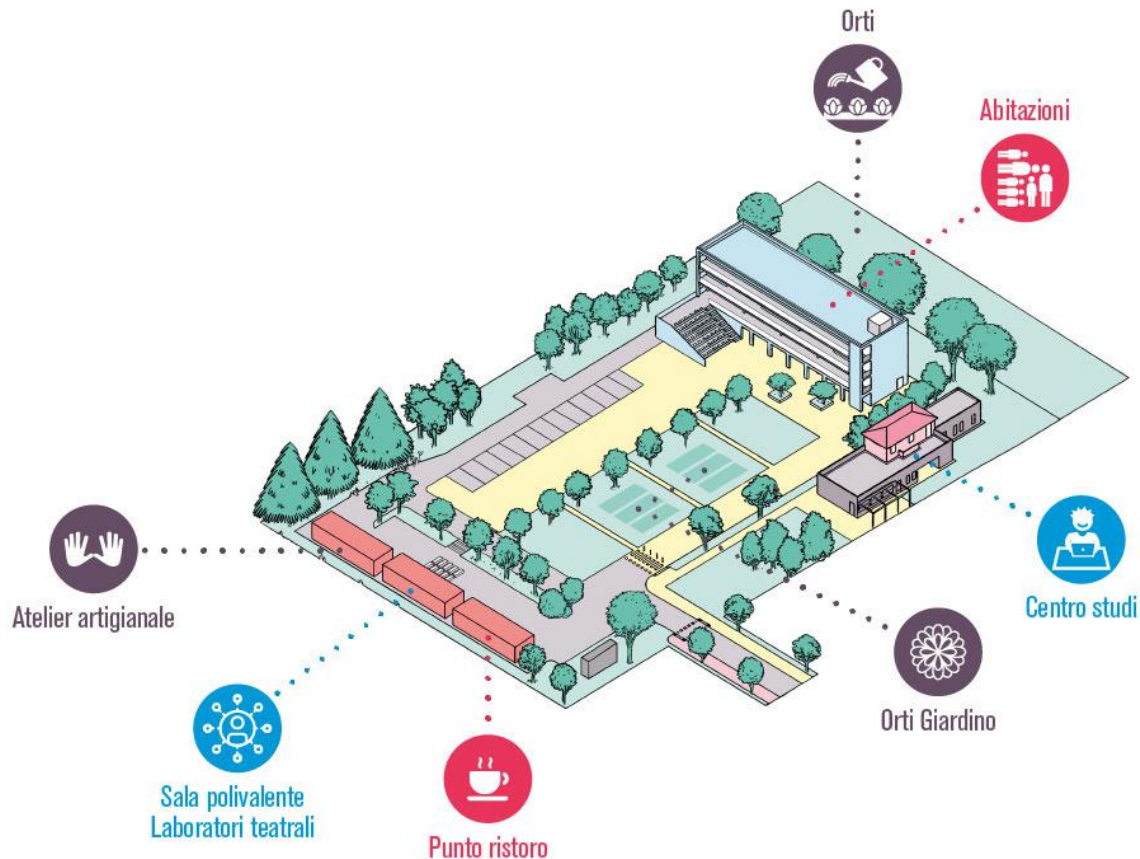 Orti
Abitazioni
Atelier artigianale
Centro studi
Orti Giardino
Sala polivalente
Laboratori teatrali
Punto ristoro